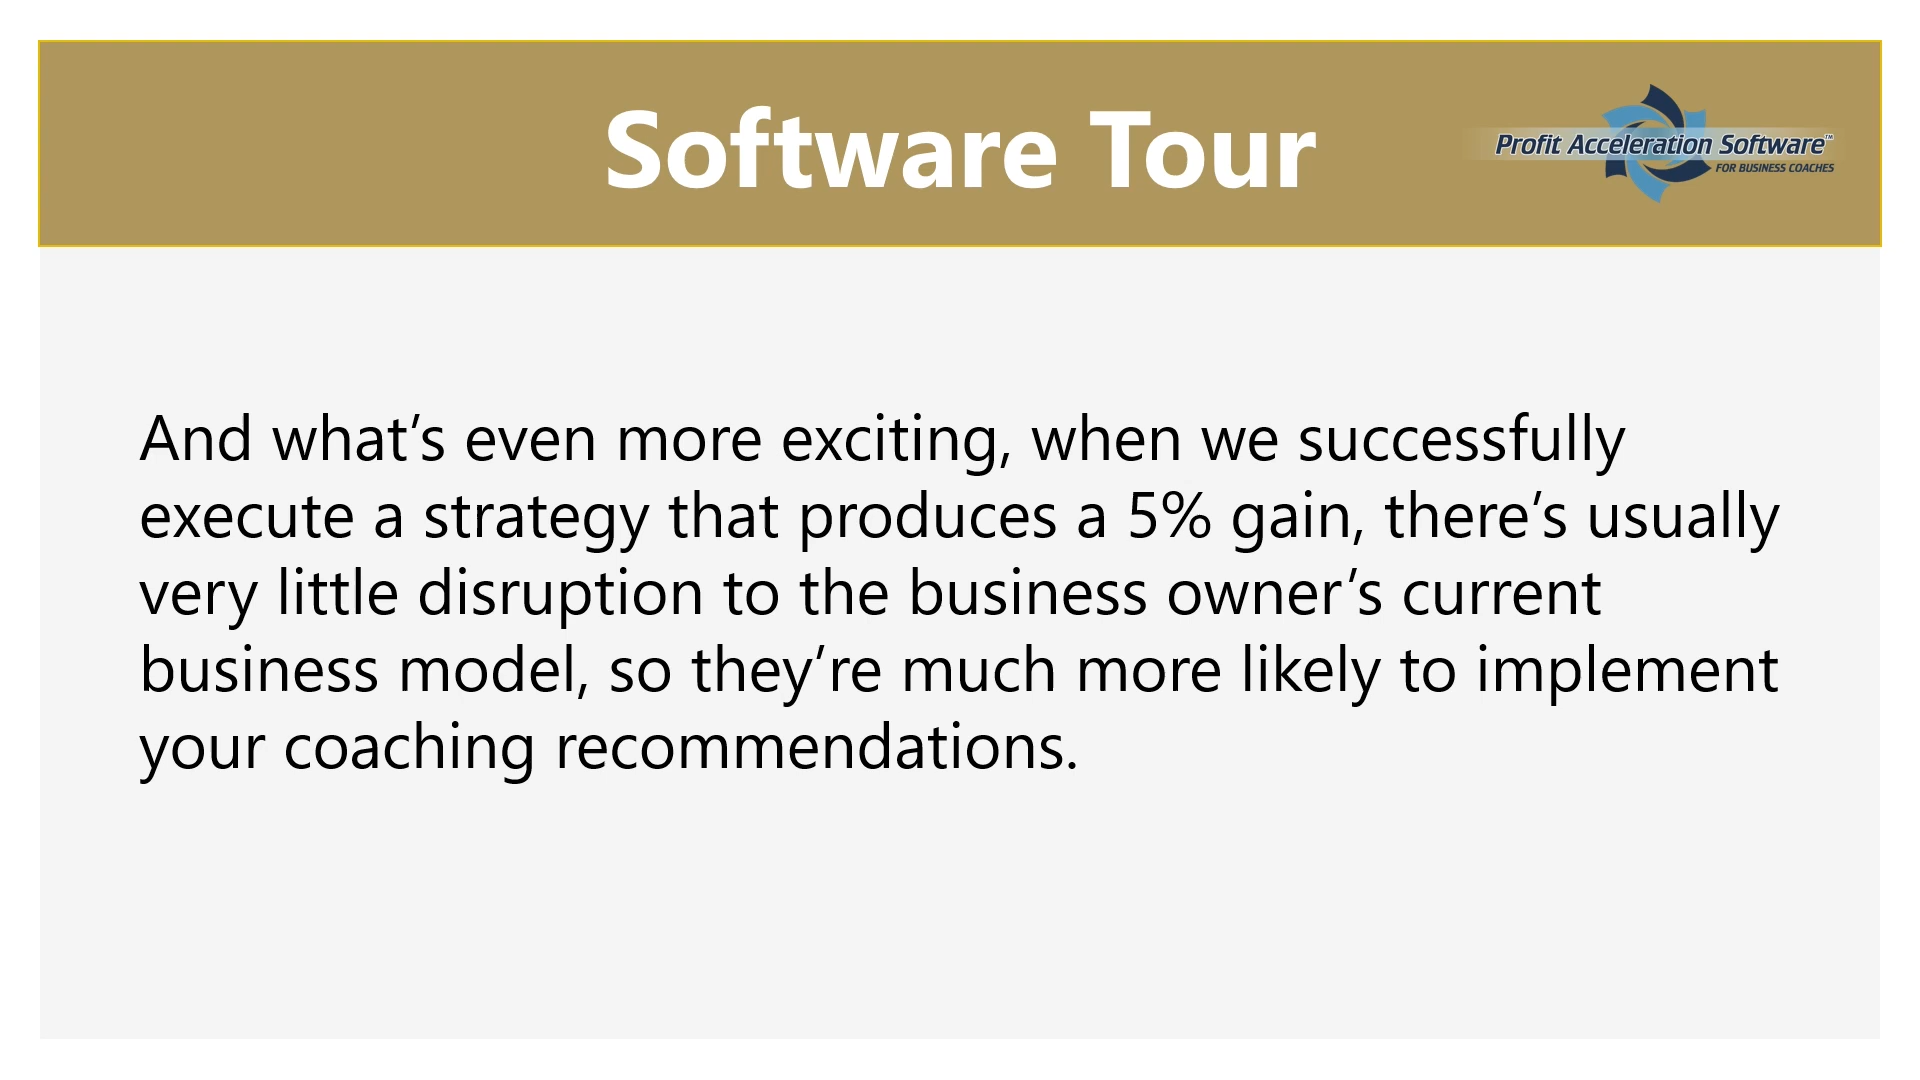 Software Tour
Profit Acceleration Software™
FOR BUSINESS COACHES
And what’s even more exciting, when we successfully
execute a strategy that produces a 5% gain, there’s usually
very little disruption to the business owner’s current
business model, so they’re much more likely to implement
your coaching recommendations.